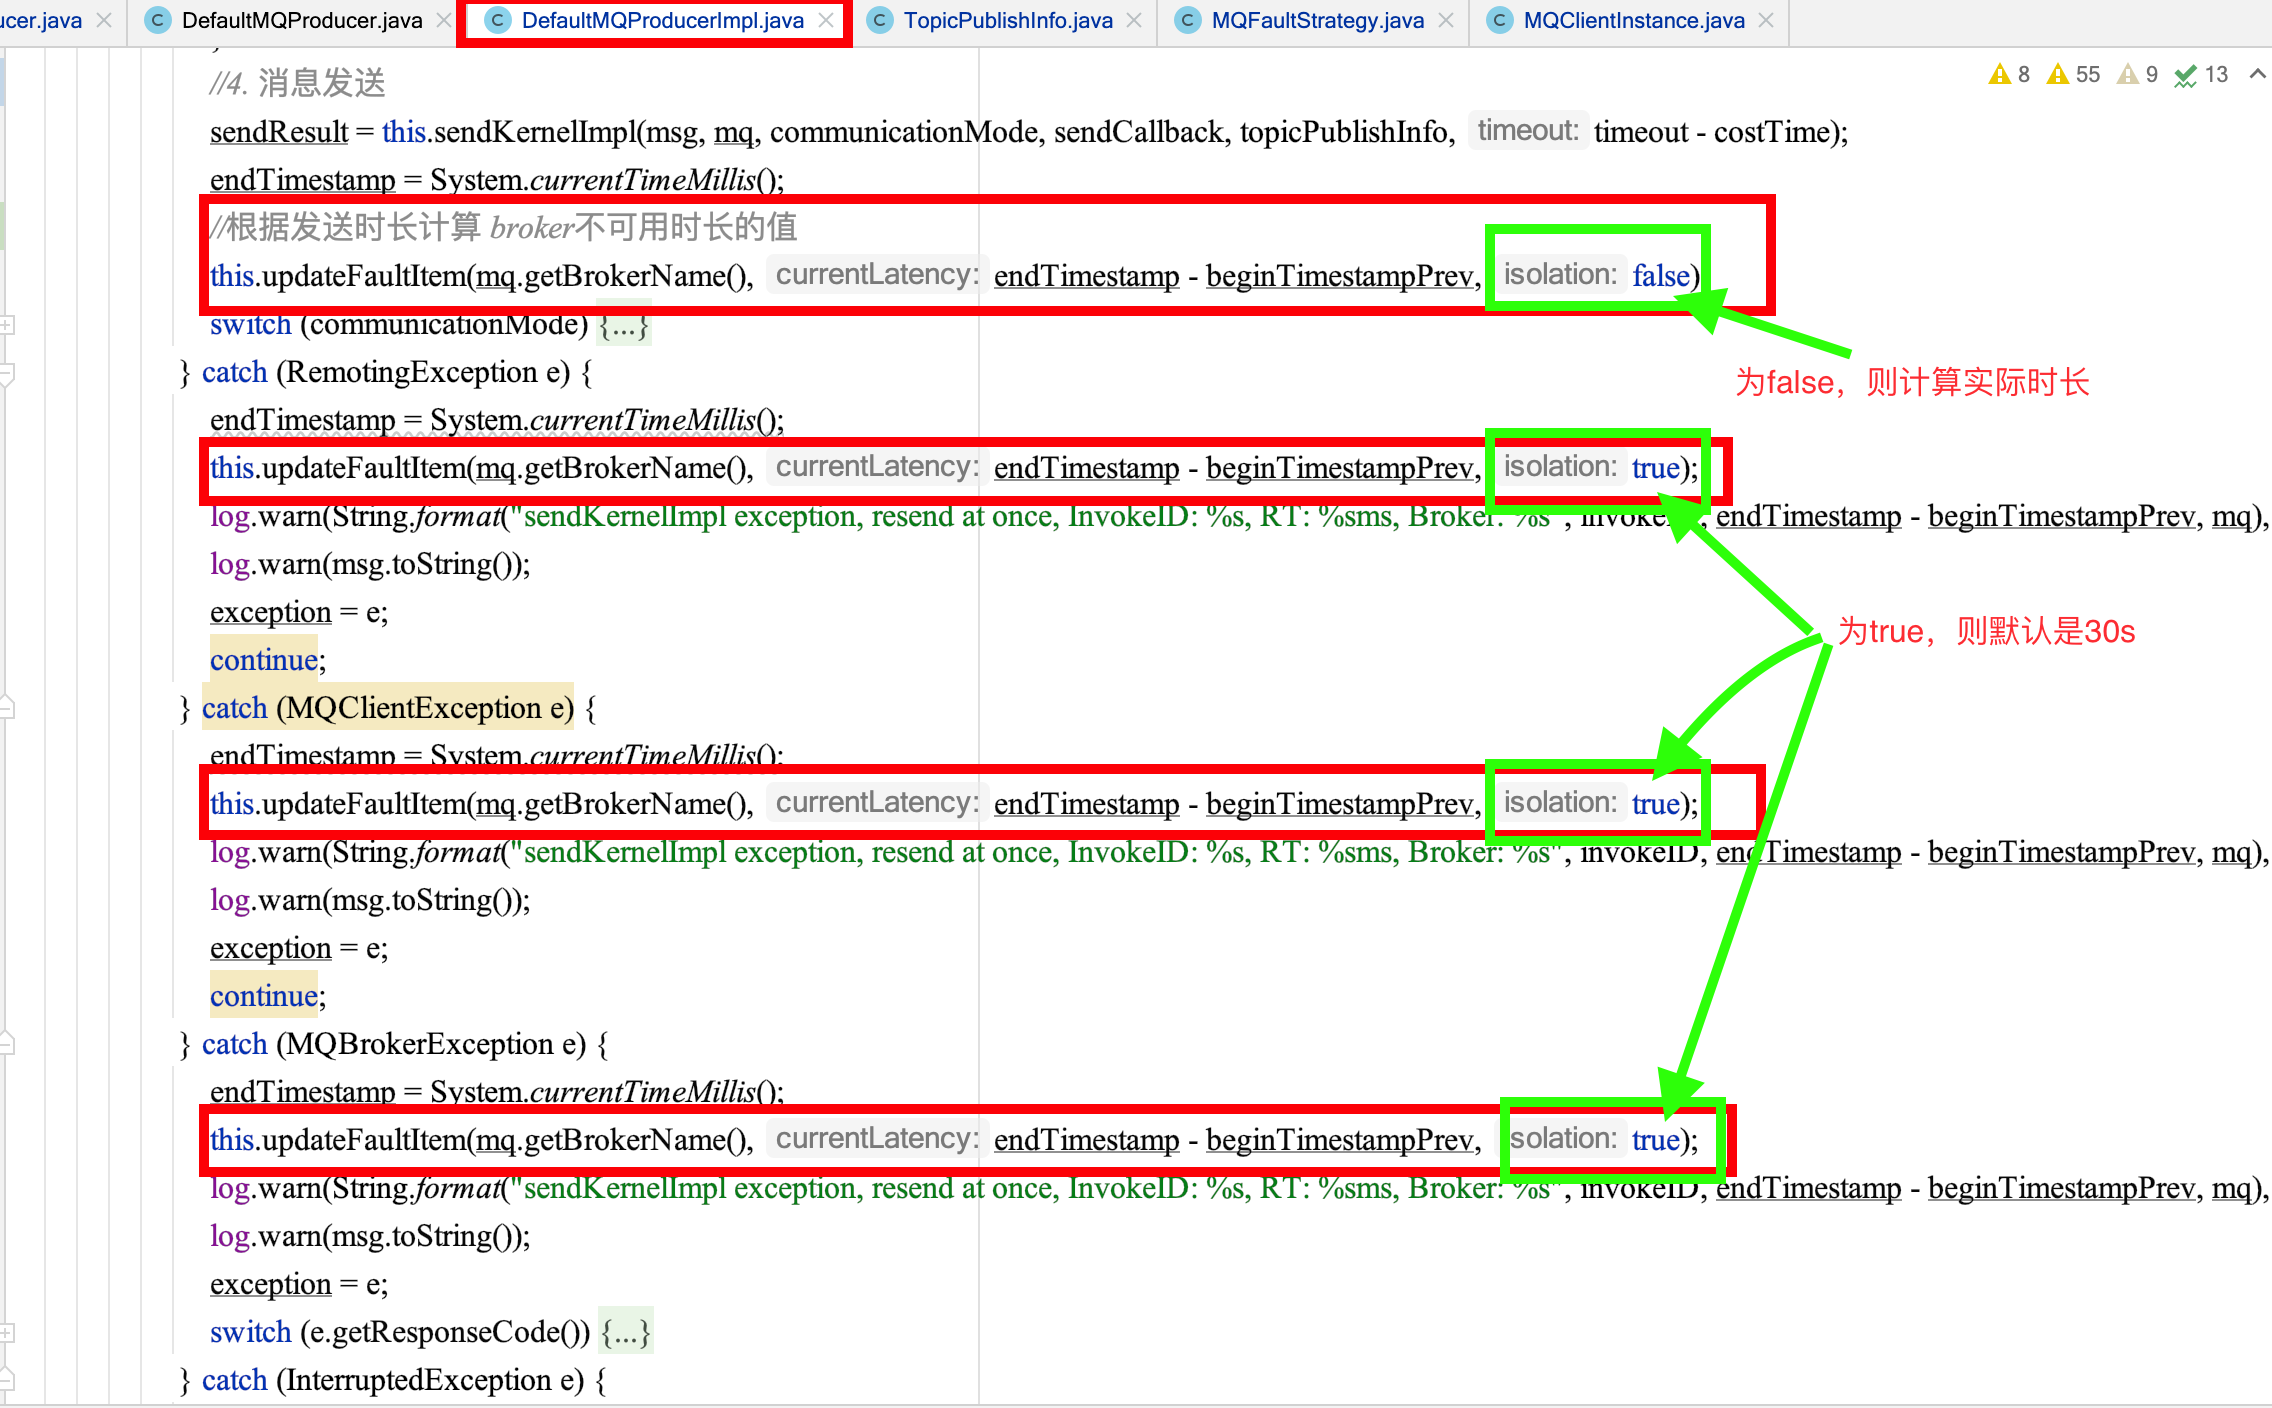 ucer.java DefaultMQProducer.java DefaultMQProducerImpl.java TopicPublishInfo.java MQFaultStrategy.java MQClientInstance.java
8 55 9 13
//4. 消息发送
sendResult = this.sendKernelImpl(msg, mq, communicationMode, sendCallback, topicPublishInfo, timeout: timeout - costTime);
endTimestamp = System.currentTimeMillis();
//根据发送时长计算 broker不可用时长的值
this.updateFaultItem(mq.getBrokerName(), currentLatency: endTimestamp - beginTimestampPrev, isolation: false)
switch (communicationMode) {...}
为false，则计算实际时长
} catch (RemotingException e) {
endTimestamp = System.currentTimeMillis();
this.updateFaultItem(mq.getBrokerName(), currentLatency: endTimestamp - beginTimestampPrev, isolation: true);
log.warn(String.format("sendKernelImpl exception, resend at once, InvokeID: %s, RT: %sms, Broker: %s", invokeID, endTimestamp - beginTimestampPrev, mq),
log.warn(msg.toString());
exception = e;
为true，则默认是30s
continue;
} catch (MQClientException e) {
endTimestamp = System.currentTimeMillis();
this.updateFaultItem(mq.getBrokerName(), currentLatency: endTimestamp - beginTimestampPrev, isolation: true);
log.warn(String.format("sendKernelImpl exception, resend at once, InvokeID: %s, RT: %sms, Broker: %s", invokeID, endTimestamp - beginTimestampPrev, mq),
log.warn(msg.toString());
exception = e;
continue;
} catch (MQBrokerException e) {
endTimestamp = System.currentTimeMillis();
this.updateFaultItem(mq.getBrokerName(), currentLatency: endTimestamp - beginTimestampPrev, solation: true);
log.warn(String.format("sendKernelImpl exception, resend at once, InvokeID: %s, RT: %sms, Broker: %s", invokeID, endTimestamp - beginTimestampPrev, mq),
log.warn(msg.toString());
exception = e;
switch (e.getResponseCode()) {...}
} catch (InterruptedException e) {